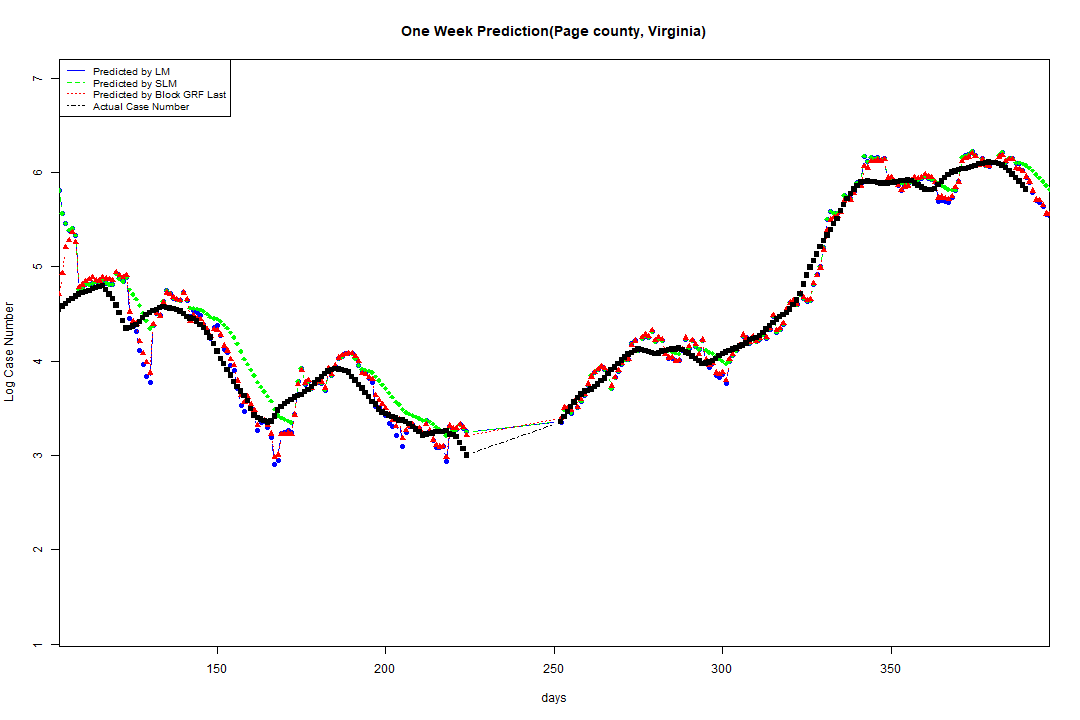 One Week Prediction(Page county, Virginia)
Predicted by LM
Predicted by SLM
Predicted by Block GRF Last
Actual Case Number
7
6
5
4
3
2
1
Log Case Number
150 200 250 300 350
days